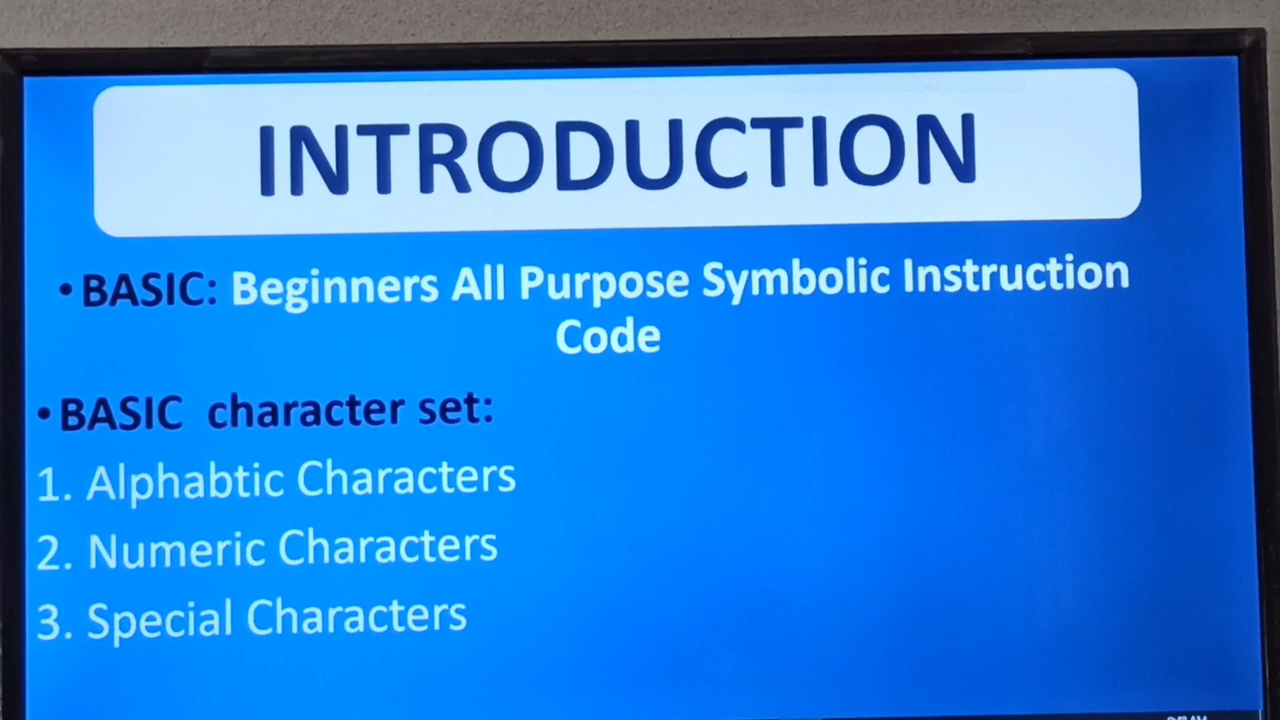 INTRODUCTION
• BASIC: Beginners All Purpose Symbolic Instruction
Code
• BASIC character set:
1. Alphabtic Characters
2. Numeric Characters
3. Special Characters